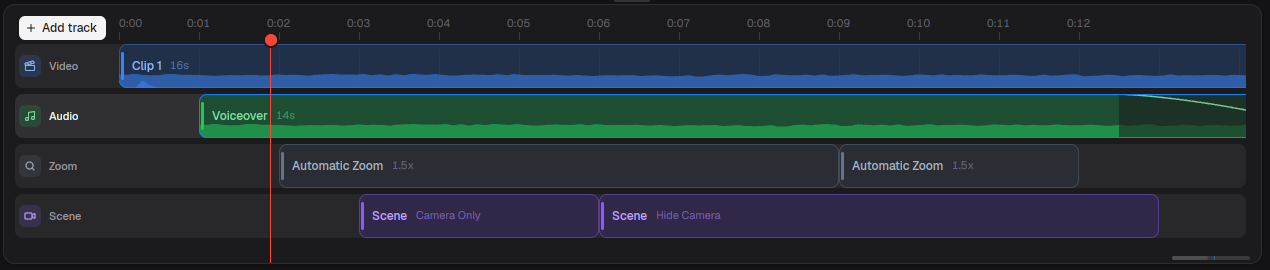 + Add track
0:00 0:01 0:02 0:03 0:04 0:05 0:06 0:07 0:08 0:09 0:10 0:11 0:12
Video
Clip 1 16s
Audio
Voiceover 14s
Zoom
Automatic Zoom 1.5x
Automatic Zoom 1.5x
Scene
Scene Camera Only
Scene Hide Camera